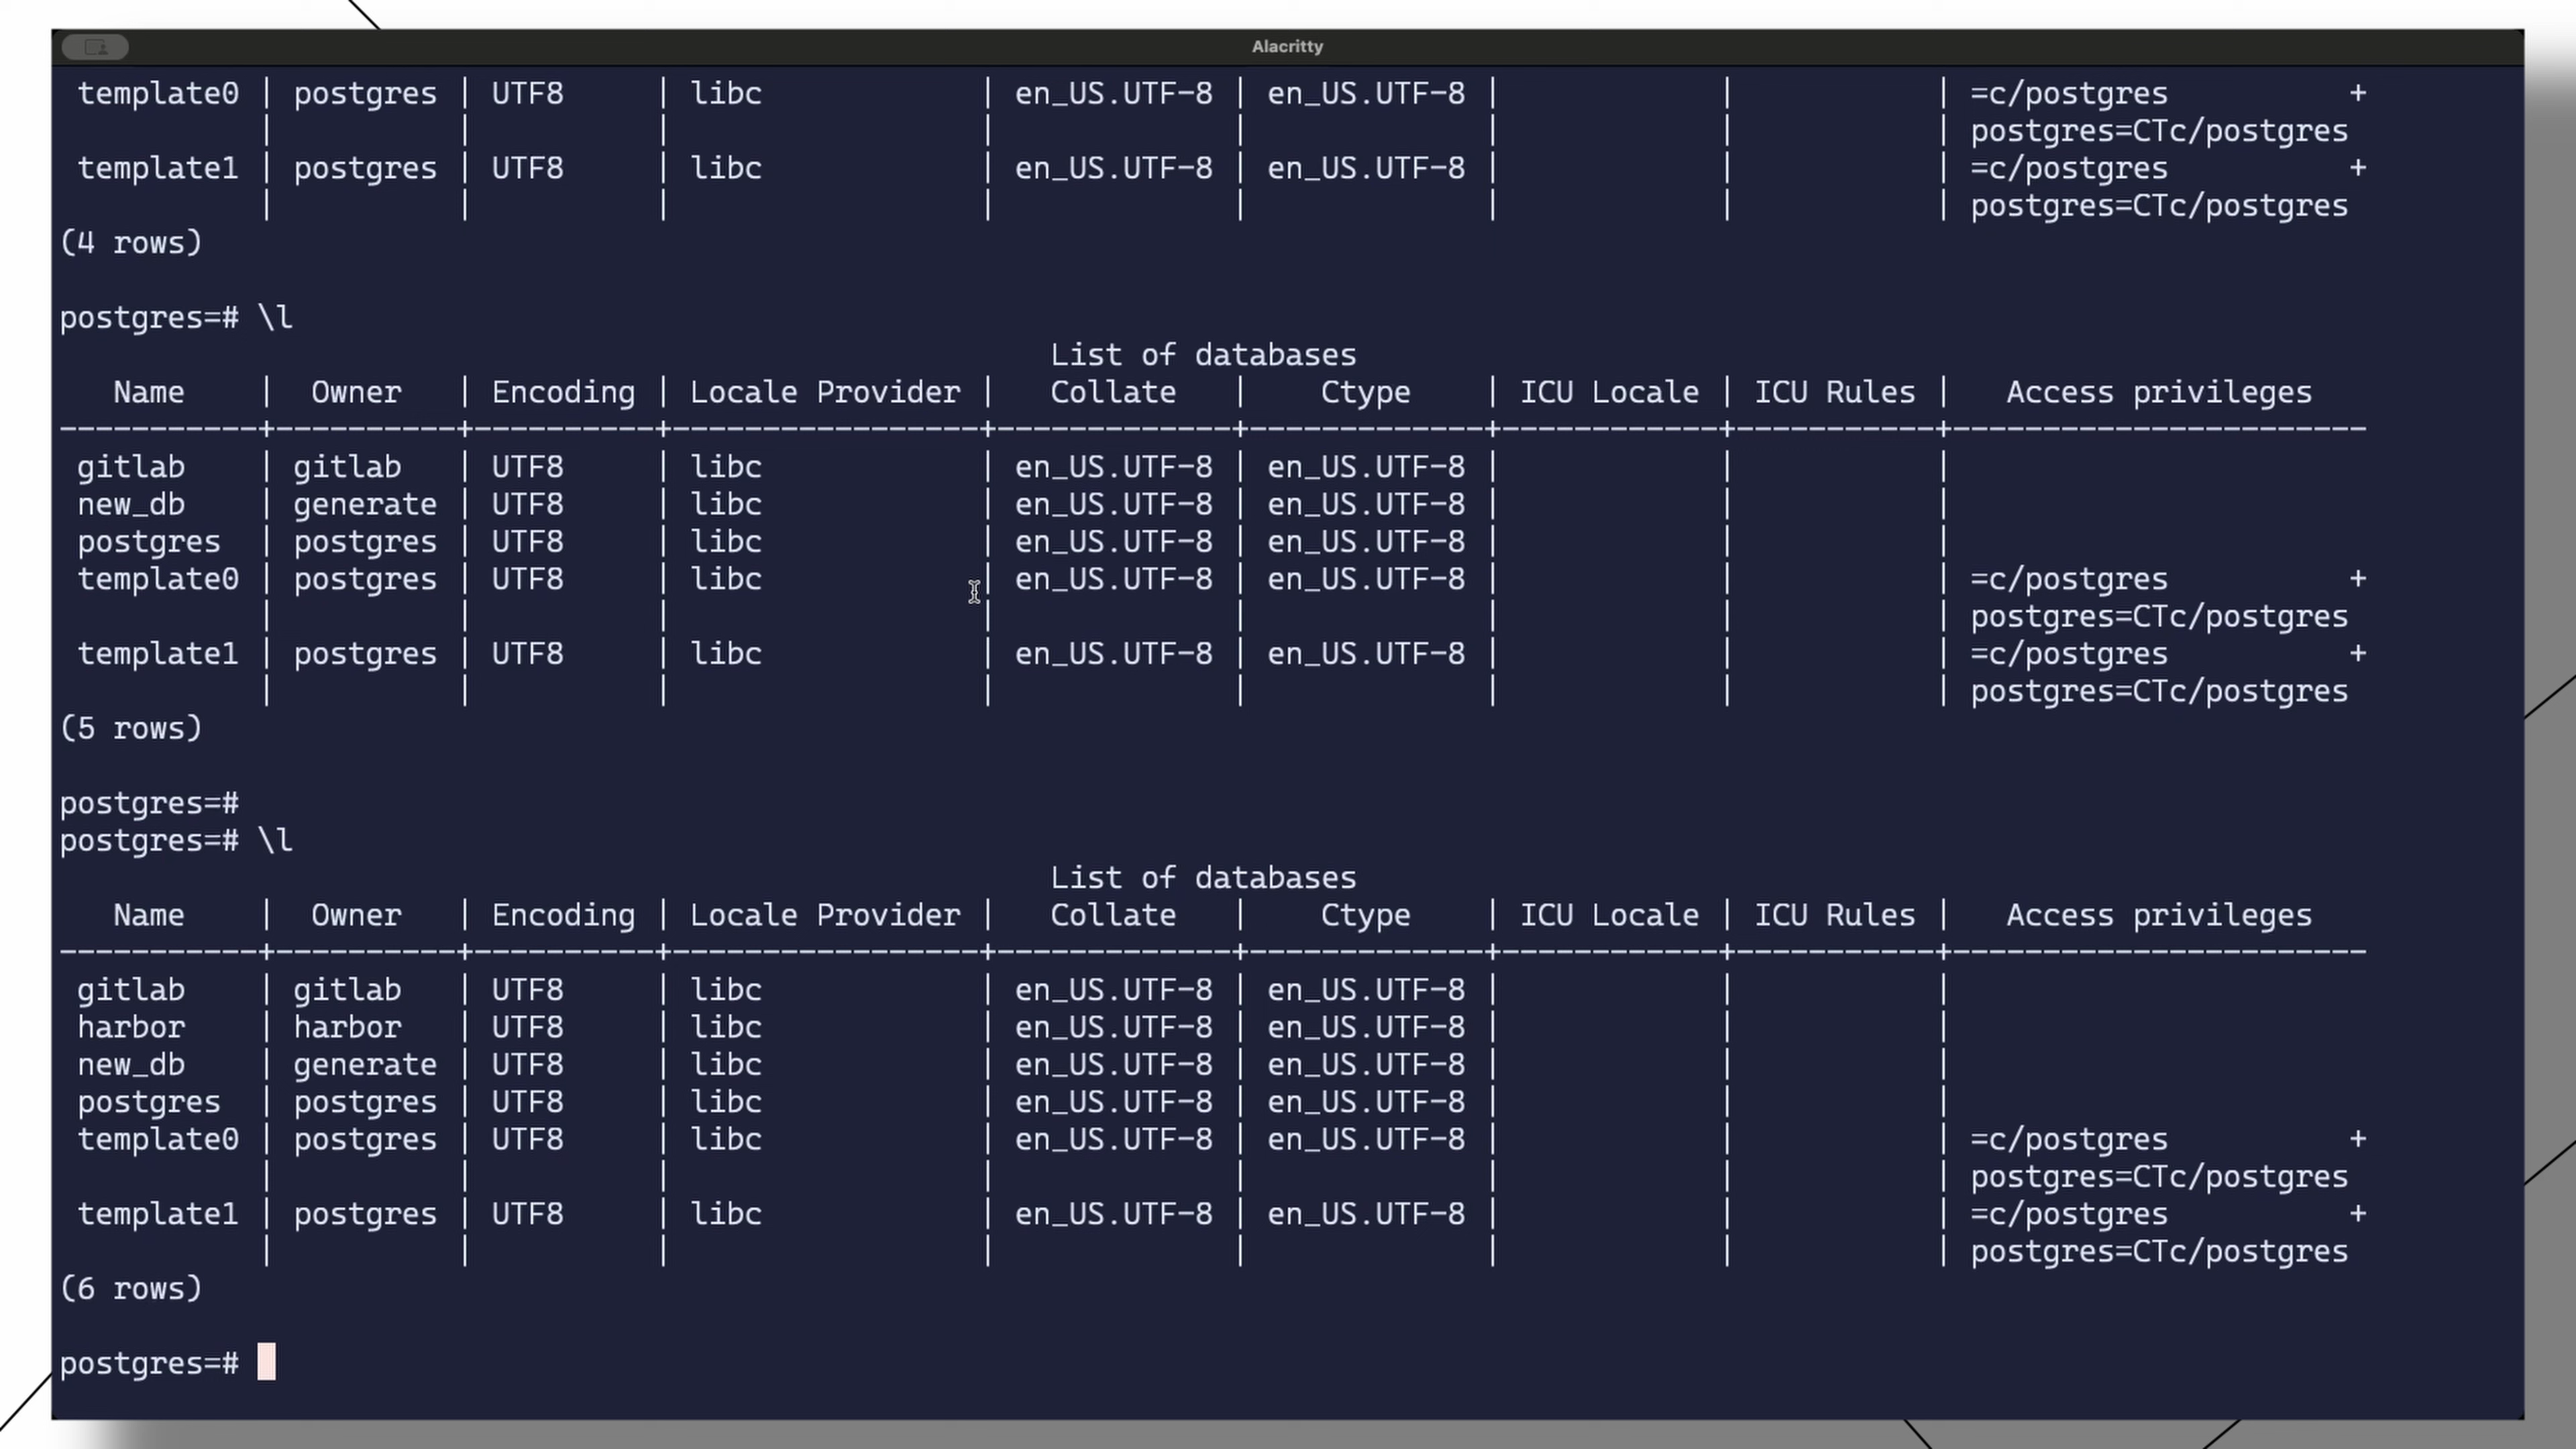 Alacritty
 template0 | postgres | UTF8     | libc            | en_US.UTF-8 | en_US.UTF-8 |            |           | =c/postgres          +
           |          |          |                 |             |             |            |           | postgres=CTc/postgres
 template1 | postgres | UTF8     | libc            | en_US.UTF-8 | en_US.UTF-8 |            |           | =c/postgres          +
           |          |          |                 |             |             |            |           | postgres=CTc/postgres
(4 rows)
postgres=# \l
                                                       List of databases
   Name    |  Owner   | Encoding | Locale Provider |   Collate   |    Ctype    | ICU Locale | ICU Rules |   Access privileges
-----------+----------+----------+-----------------+-------------+-------------+------------+-----------+-----------------------
 gitlab    | gitlab   | UTF8     | libc            | en_US.UTF-8 | en_US.UTF-8 |            |           |
 new_db    | generate | UTF8     | libc            | en_US.UTF-8 | en_US.UTF-8 |            |           |
 postgres  | postgres | UTF8     | libc            | en_US.UTF-8 | en_US.UTF-8 |            |           |
 template0 | postgres | UTF8     | libc            | en_US.UTF-8 | en_US.UTF-8 |            |           | =c/postgres          +
           |          |          |                 |             |             |            |           | postgres=CTc/postgres
 template1 | postgres | UTF8     | libc            | en_US.UTF-8 | en_US.UTF-8 |            |           | =c/postgres          +
           |          |          |                 |             |             |            |           | postgres=CTc/postgres
(5 rows)
postgres=#
postgres=# \l
                                                       List of databases
   Name    |  Owner   | Encoding | Locale Provider |   Collate   |    Ctype    | ICU Locale | ICU Rules |   Access privileges
-----------+----------+----------+-----------------+-------------+-------------+------------+-----------+-----------------------
 gitlab    | gitlab   | UTF8     | libc            | en_US.UTF-8 | en_US.UTF-8 |            |           |
 harbor    | harbor   | UTF8     | libc            | en_US.UTF-8 | en_US.UTF-8 |            |           |
 new_db    | generate | UTF8     | libc            | en_US.UTF-8 | en_US.UTF-8 |            |           |
 postgres  | postgres | UTF8     | libc            | en_US.UTF-8 | en_US.UTF-8 |            |           |
 template0 | postgres | UTF8     | libc            | en_US.UTF-8 | en_US.UTF-8 |            |           | =c/postgres          +
           |          |          |                 |             |             |            |           | postgres=CTc/postgres
 template1 | postgres | UTF8     | libc            | en_US.UTF-8 | en_US.UTF-8 |            |           | =c/postgres          +
           |          |          |                 |             |             |            |           | postgres=CTc/postgres
(6 rows)
postgres=#